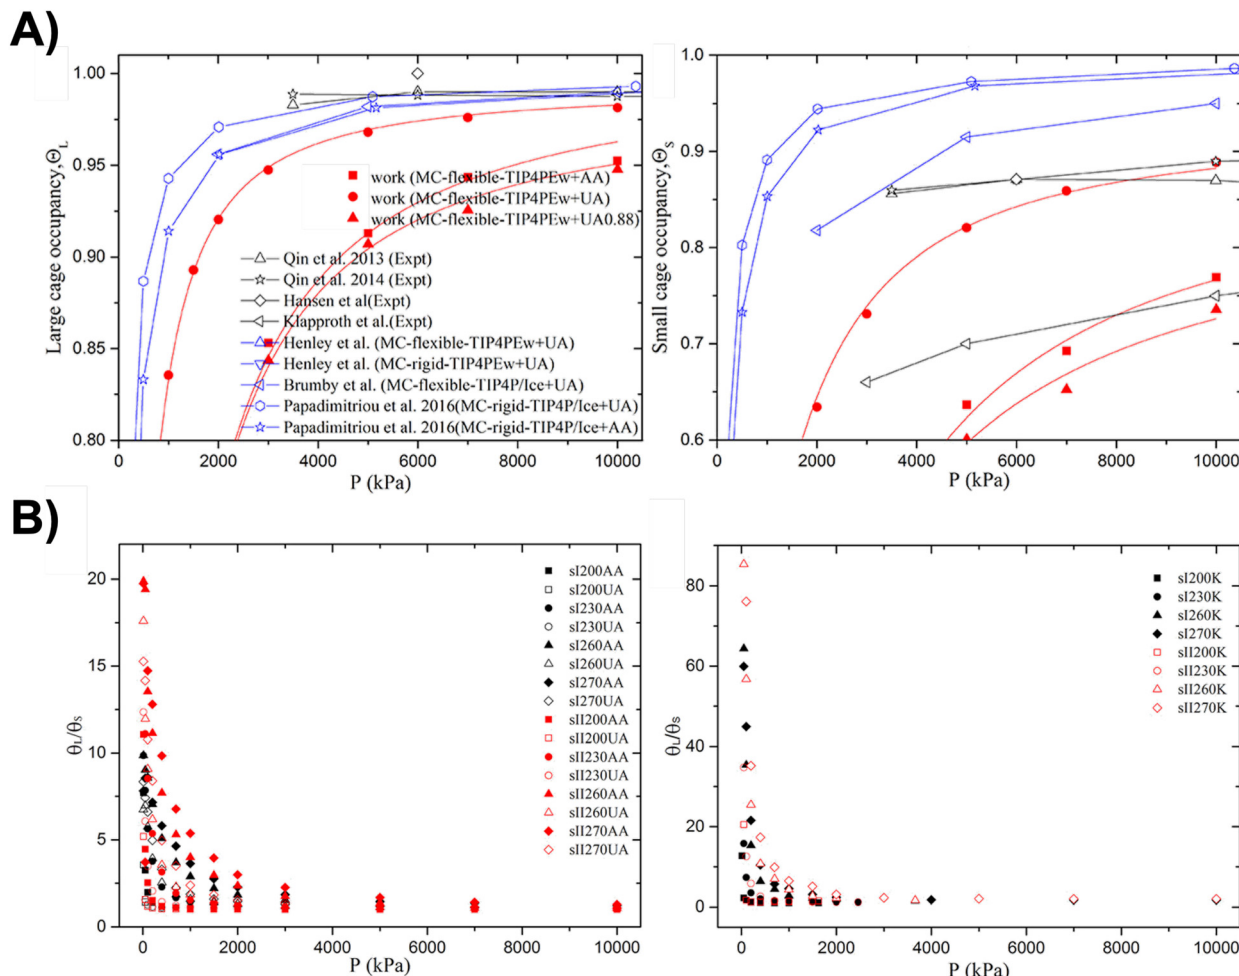 A)
Large cage occupancy,Θ_L
1.00
0.95
0.90
0.85
0.80
0
2000
4000
6000
8000
10000
P (kPa)
work (MC-flexible-TIP4PEw+AA)
work (MC-flexible-TIP4PEw+UA)
work (MC-flexible-TIP4PEw+UA0.88)
Qin et al. 2013 (Expt)
Qin et al. 2014 (Expt)
Hansen et al(Expt)
Klapproth et al.(Expt)
Henley et al. (MC-flexible-TIP4PEw+UA)
Henley et al. (MC-rigid-TIP4PEw+UA)
Brumby et al. (MC-flexible-TIP4P/Ice+UA)
Papadimitriou et al. 2016(MC-rigid-TIP4P/Ice+UA)
Papadimitriou et al. 2016(MC-rigid-TIP4P/Ice+AA)
Small cage occupancy,Θ_S
1.0
0.9
0.8
0.7
0.6
0
2000
4000
6000
8000
10000
P (kPa)
B)
θ_L/θ_S
20
15
10
5
0
0
2000
4000
6000
8000
10000
P (kPa)
sI200AA
sI200UA
sI230AA
sI230UA
sI260AA
sI260UA
sI270AA
sI270UA
sII200AA
sII200UA
sII230AA
sII230UA
sII260AA
sII260UA
sII270AA
sII270UA
θ_L/θ_S
80
60
40
20
0
0
2000
4000
6000
8000
10000
P (kPa)
sI200K
sI230K
sI260K
sI270K
sII200K
sII230K
sII260K
sII270K